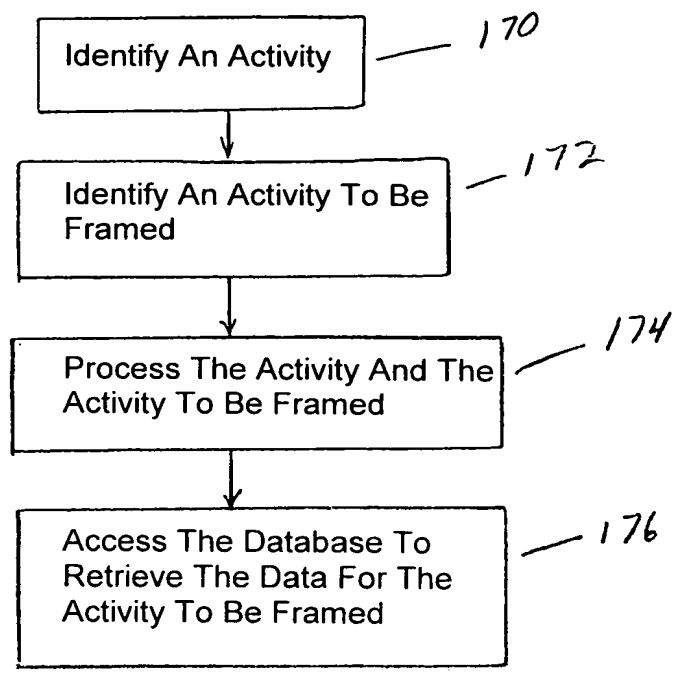 Identify An Activity
170
Identify An Activity To Be
Framed
172
Process The Activity And The
Activity To Be Framed
174
Access The Database To
Retrieve The Data For The
Activity To Be Framed
176